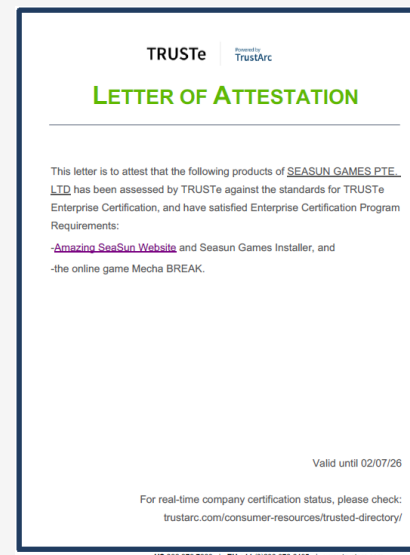 TRUSTe
Powered by
TrustArc
LETTER OF ATTESTATION
This letter is to attest that the following products of SEASUN GAMES PTE.
LTD has been assessed by TRUSTe against the standards for TRUSTe
Enterprise Certification, and have satisfied Enterprise Certification Program
Requirements:
-Amazing SeaSun Website and Seasun Games Installer, and
-the online game Mecha BREAK.
Valid until 02/07/26
For real-time company certification status, please check:
trustarc.com/consumer-resources/trusted-directory/